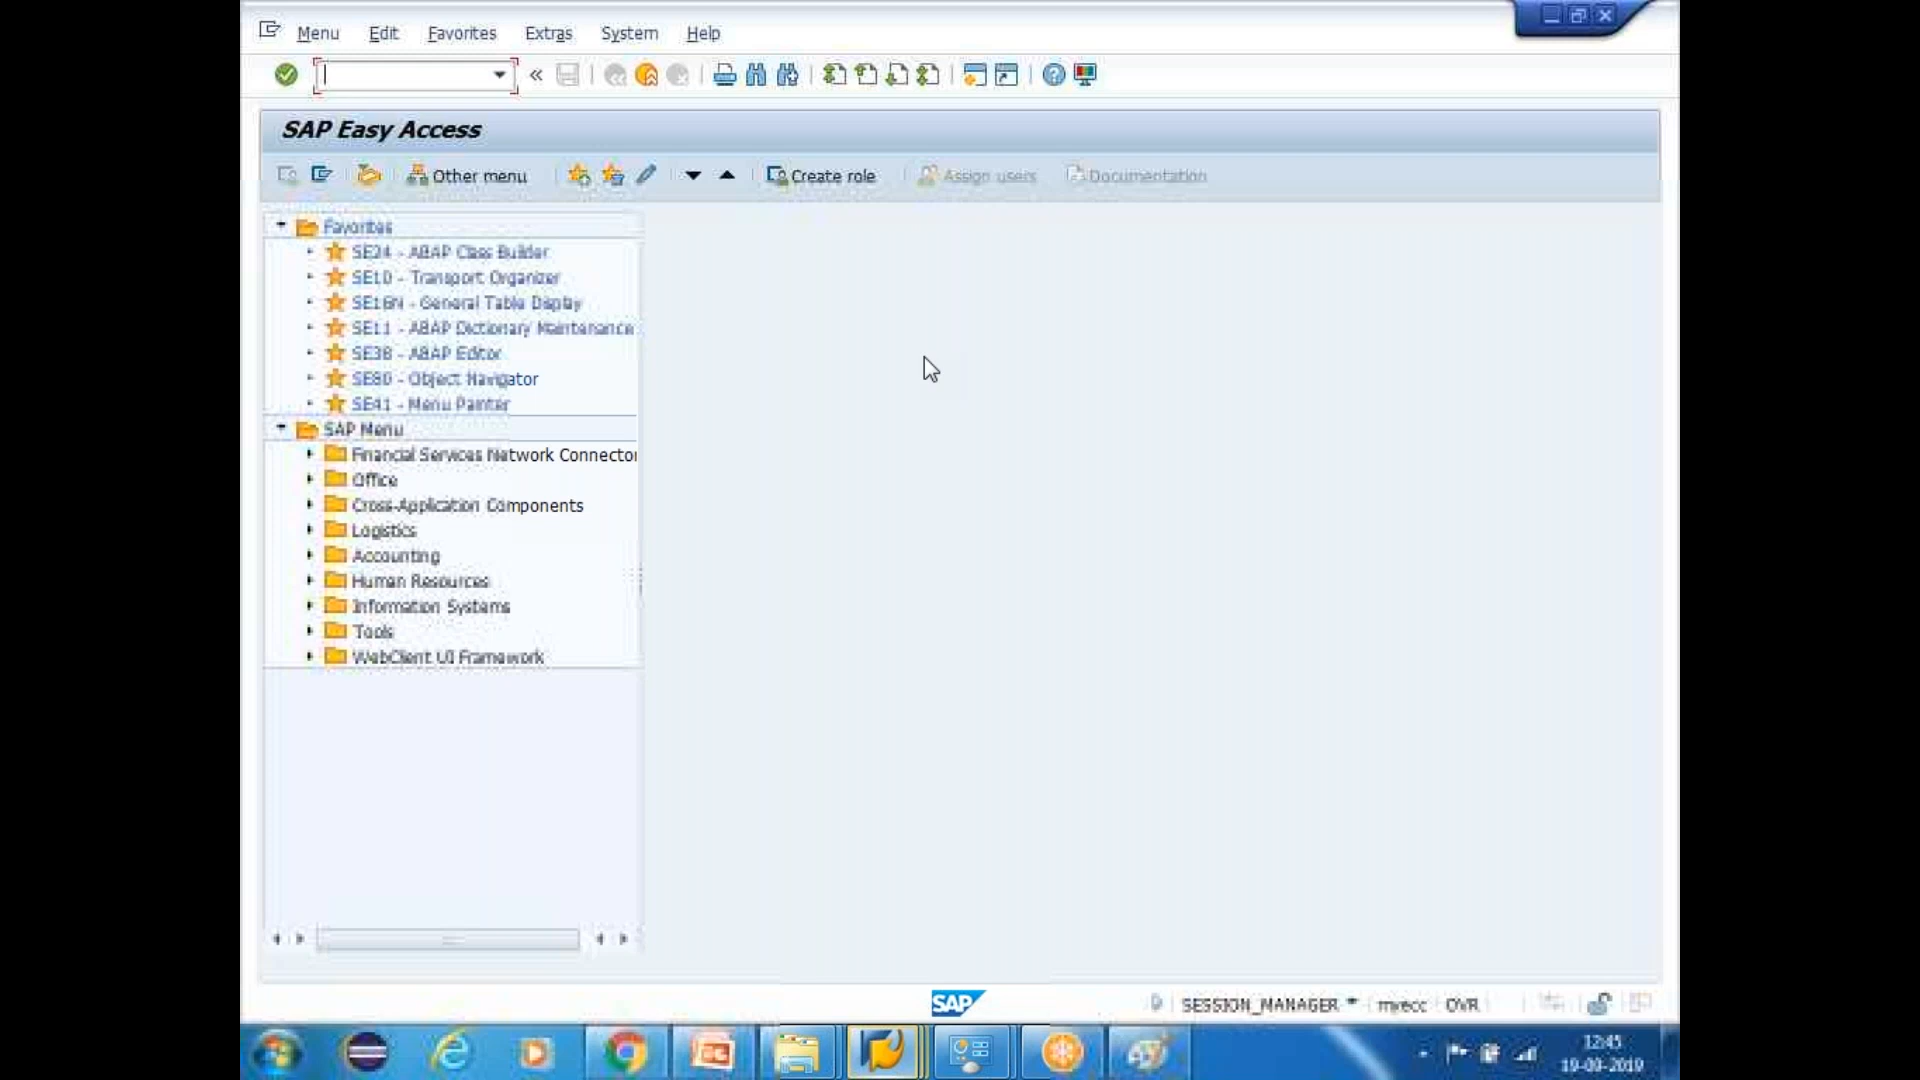 Menu Edit Favorites Extras System Help
SAP Easy Access
Other menu Create role Assign users Documentation
Favorites
SE24 - ABAP Class Builder
SE10 - Transport Organizer
SE16N - General Table Display
SE11 - ABAP Dictionary Maintenance
SE38 - ABAP Editor
SE80 - Object Navigator
SE41 - Menu Painter
SAP Menu
Financial Services Network Connector
Office
Cross-Application Components
Logistics
Accounting
Human Resources
Information Systems
Tools
WebClient UI Framework
SAP SESSION_MANAGER myecc OVR
12:45
19-09-2019